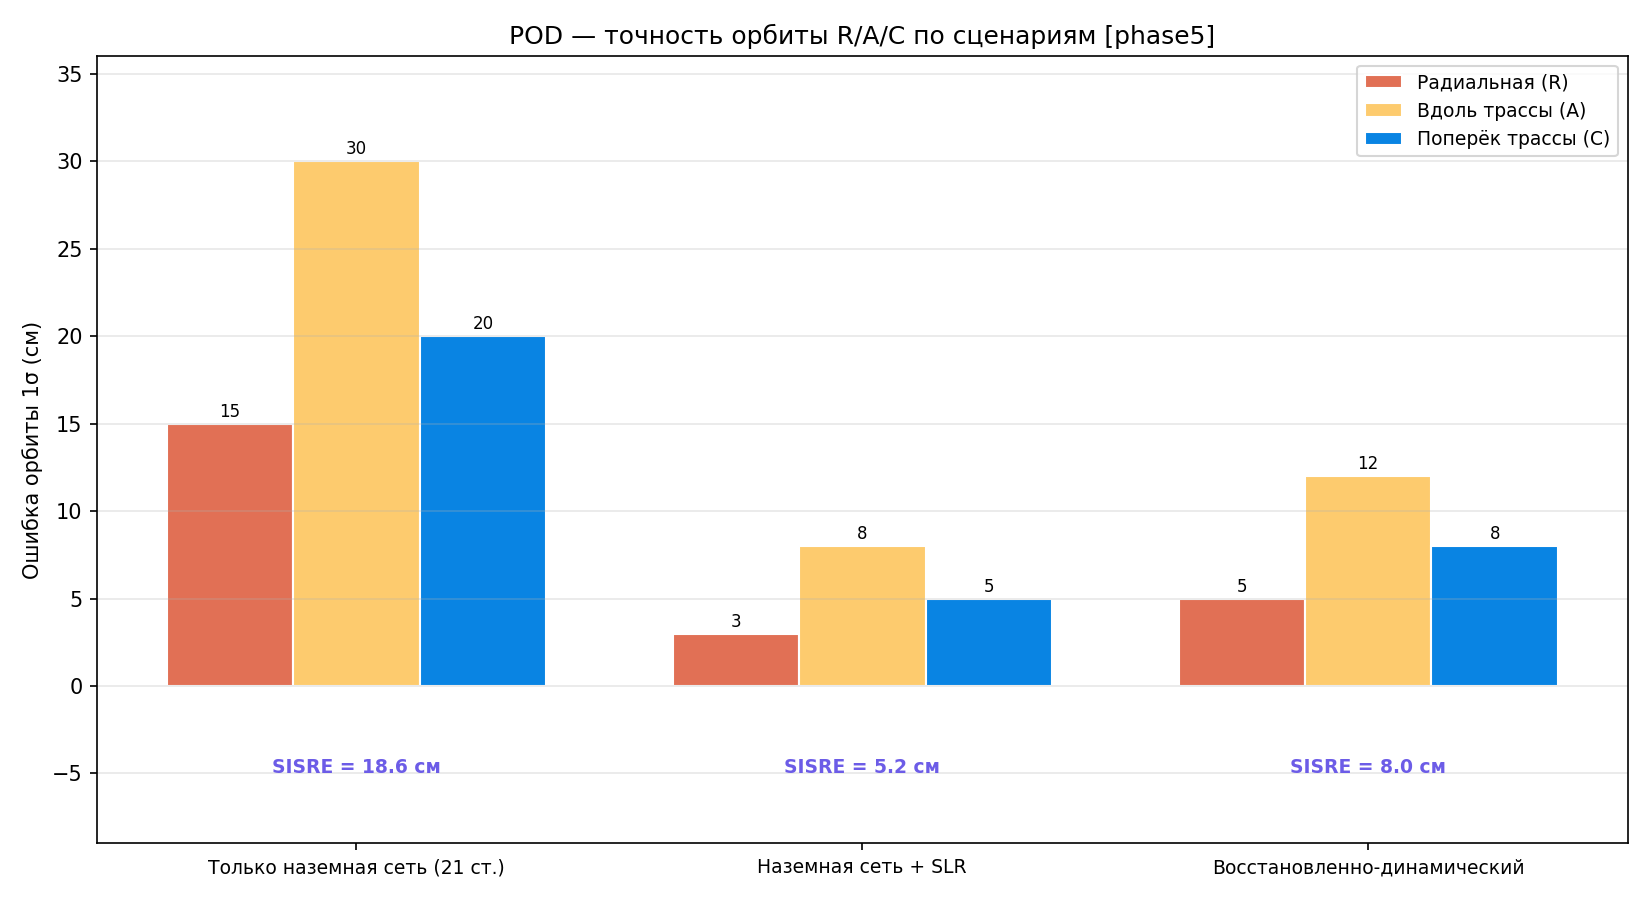 POD — точность орбиты R/A/C по сценариям [phase5]
Радиальная (R)
Вдоль трассы (A)
Поперёк трассы (C)
Ошибка орбиты 1σ (см)
35
30
25
20
15
10
5
0
−5
15
30
20
3
8
5
5
12
8
SISRE = 18.6 см
SISRE = 5.2 см
SISRE = 8.0 см
Только наземная сеть (21 ст.)
Наземная сеть + SLR
Восстановленно-динамический